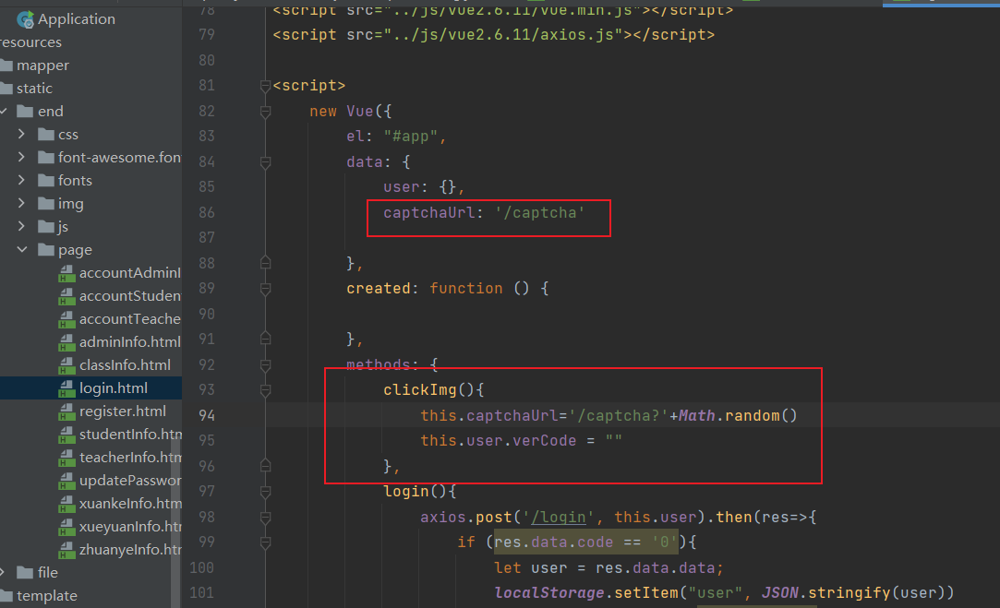 Application
resources
mapper
static
end
css
font-awesome.fon
fonts
img
js
page
accountAdminI
accountStuden
accountTeache
adminInfo.html
classInfo.html
login.html
register.html
studentInfo.htm
teacherInfo.htm
updatePasswor
xuankeInfo.htm
xueyuanInfo.htr
zhuanyeInfo.htr
file
template
78 <script src="../js/vue2.6.11/vue.min.js"></script>
79 <script src="../js/vue2.6.11/axios.js"></script>
80
81 <script>
82 new Vue({
83 el: "#app",
84 data: {
85 user: {},
86 captchaUrl: '/captcha'
87
88 },
89 created: function () {
90
91 },
92 methods: {
93 clickImg(){
94 this.captchaUrl='/captcha?'+Math.random()
95 this.user.verCode = ""
96 },
97 login(){
98 axios.post('/login', this.user).then(res=>{
99 if (res.data.code == '0'){
100 let user = res.data.data;
101 localStorage.setItem("user", JSON.stringify(user))